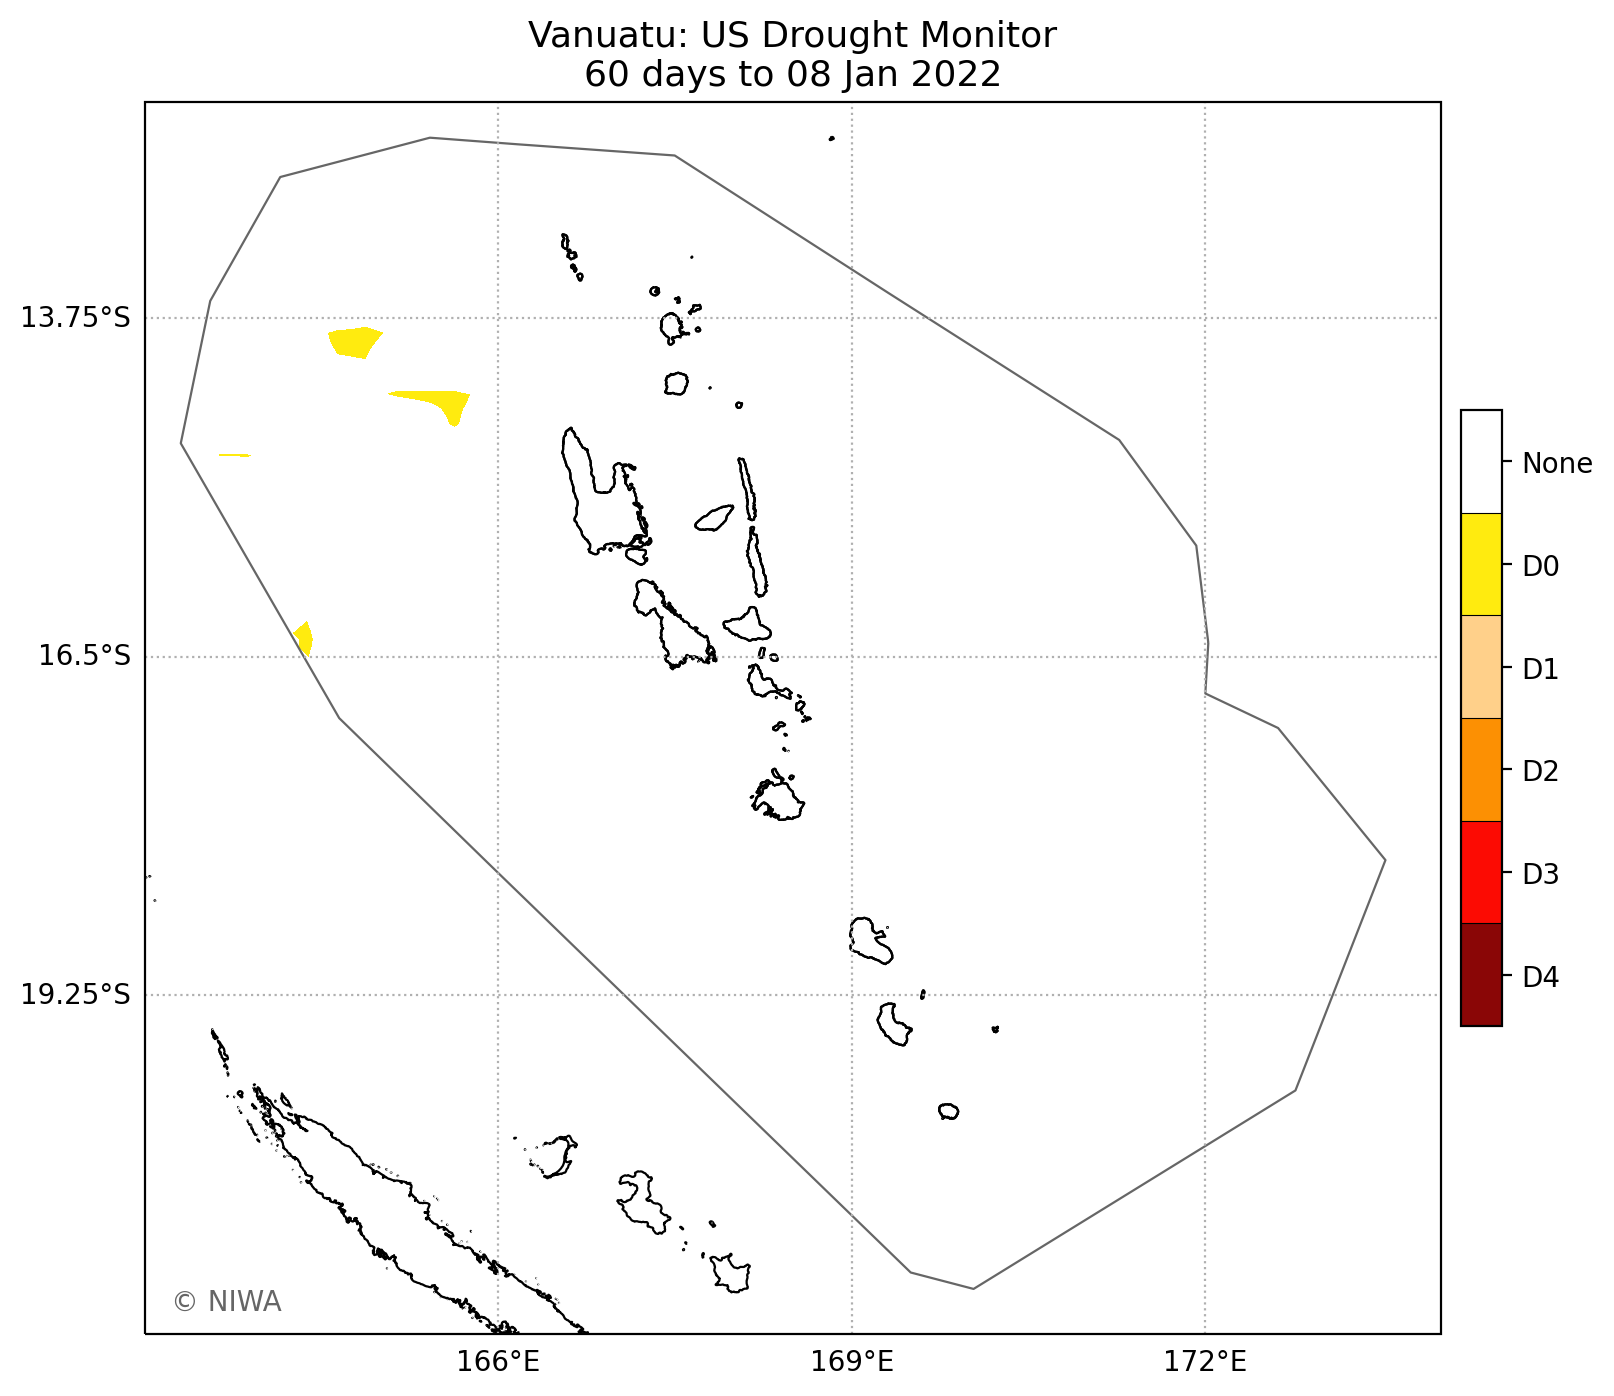 Vanuatu: US Drought Monitor
60 days to 08 Jan 2022
13.75°S
16.5°S
19.25°S
166°E
169°E
172°E
None
D0
D1
D2
D3
D4
© NIWA